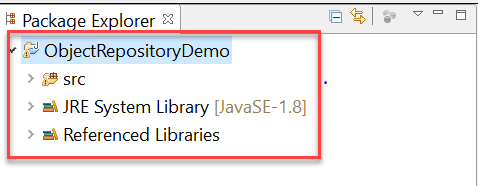 Package Explorer
ObjectRepositoryDemo
src
JRE System Library [JavaSE-1.8]
Referenced Libraries